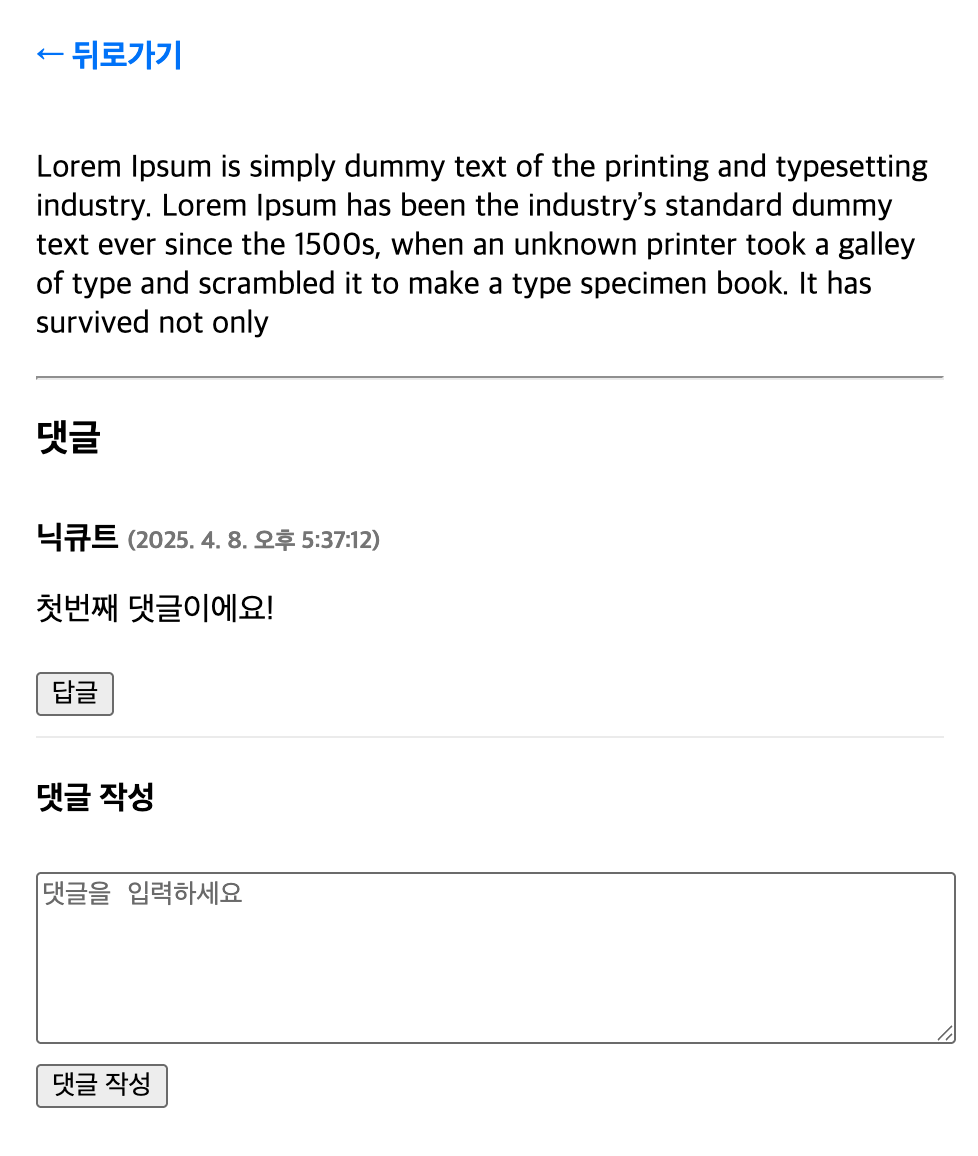 ← 뒤로가기
Lorem Ipsum is simply dummy text of the printing and typesetting
industry. Lorem Ipsum has been the industry’s standard dummy
text ever since the 1500s, when an unknown printer took a galley
of type and scrambled it to make a type specimen book. It has
survived not only
댓글
닉큐트 (2025. 4. 8. 오후 5:37:12)
첫번째 댓글이에요!
답글
댓글 작성
댓글을 입력하세요
댓글 작성